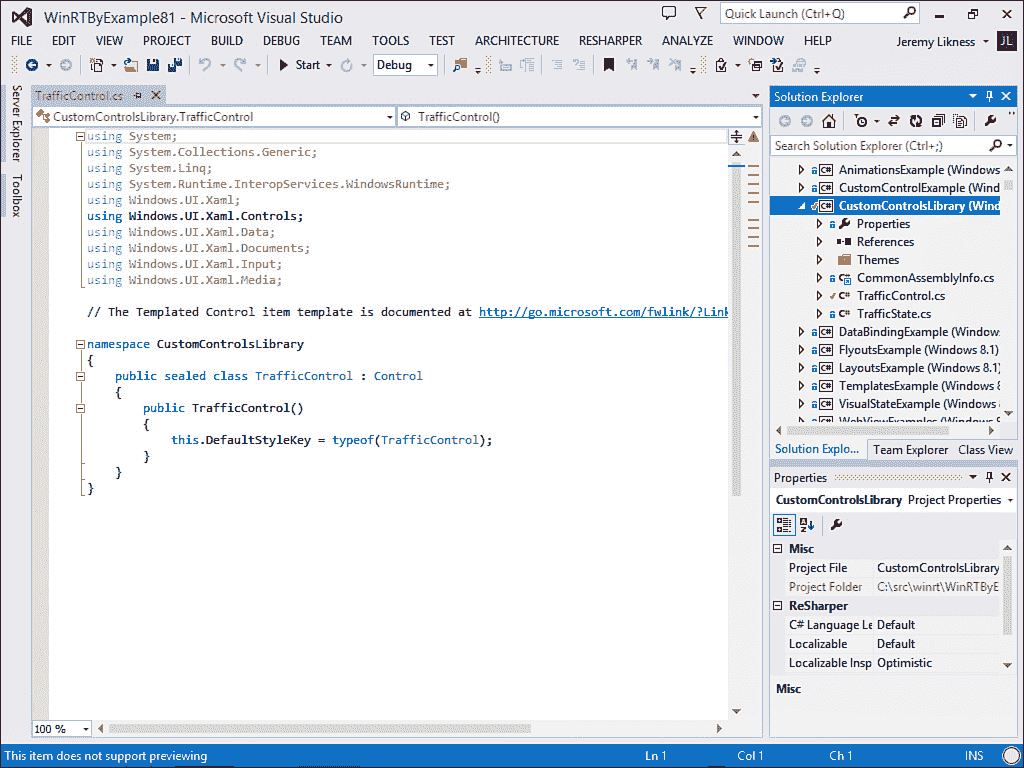 WinRTByExample81 - Microsoft Visual Studio
Quick Launch (Ctrl+Q)
FILE EDIT VIEW PROJECT BUILD DEBUG TEAM TOOLS TEST ARCHITECTURE RESHARPER ANALYZE WINDOW HELP Jeremy Likness JL
Start Debug
Server Explorer
Toolbox
TrafficControl.cs
CustomControlsLibrary.TrafficControl TrafficControl()
using System;
using System.Collections.Generic;
using System.Linq;
using System.Runtime.InteropServices.WindowsRuntime;
using Windows.UI.Xaml;
using Windows.UI.Xaml.Controls;
using Windows.UI.Xaml.Data;
using Windows.UI.Xaml.Documents;
using Windows.UI.Xaml.Input;
using Windows.UI.Xaml.Media;
// The Templated Control item template is documented at http://go.microsoft.com/fwlink/?Link
namespace CustomControlsLibrary
{
public sealed class TrafficControl : Control
{
public TrafficControl()
{
this.DefaultStyleKey = typeof(TrafficControl);
}
}
}
100 %
Solution Explorer
Search Solution Explorer (Ctrl+;)
C# AnimationsExample (Windows
C# CustomControlExample (Wind
C# CustomControlsLibrary (Wind
Properties
References
Themes
C# CommonAssemblyInfo.cs
C# TrafficControl.cs
C# TrafficState.cs
C# DataBindingExample (Window
C# FlyoutsExample (Windows 8.1)
C# LayoutsExample (Windows 8.1)
C# TemplatesExample (Windows 8
C# VisualStateExample (Windows
C# WebViewExamples (Windows 8
Solution Explo... Team Explorer Class View
Properties
CustomControlsLibrary Project Properties
Misc
Project File CustomControlsLibrary
Project Folder C:\src\winrt\WinRTByE
ReSharper
C# Language Le Default
Localizable Default
Localizable Insp Optimistic
Misc
This item does not support previewing Ln 1 Col 1 Ch 1 INS